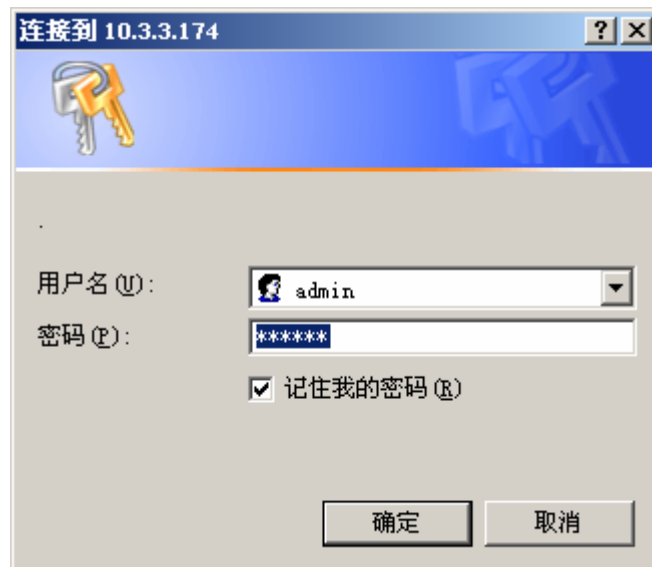 连接到 10.3.3.174
.
用户名(U):
admin
密码(P):
******
记住我的密码(R)
确定 取消